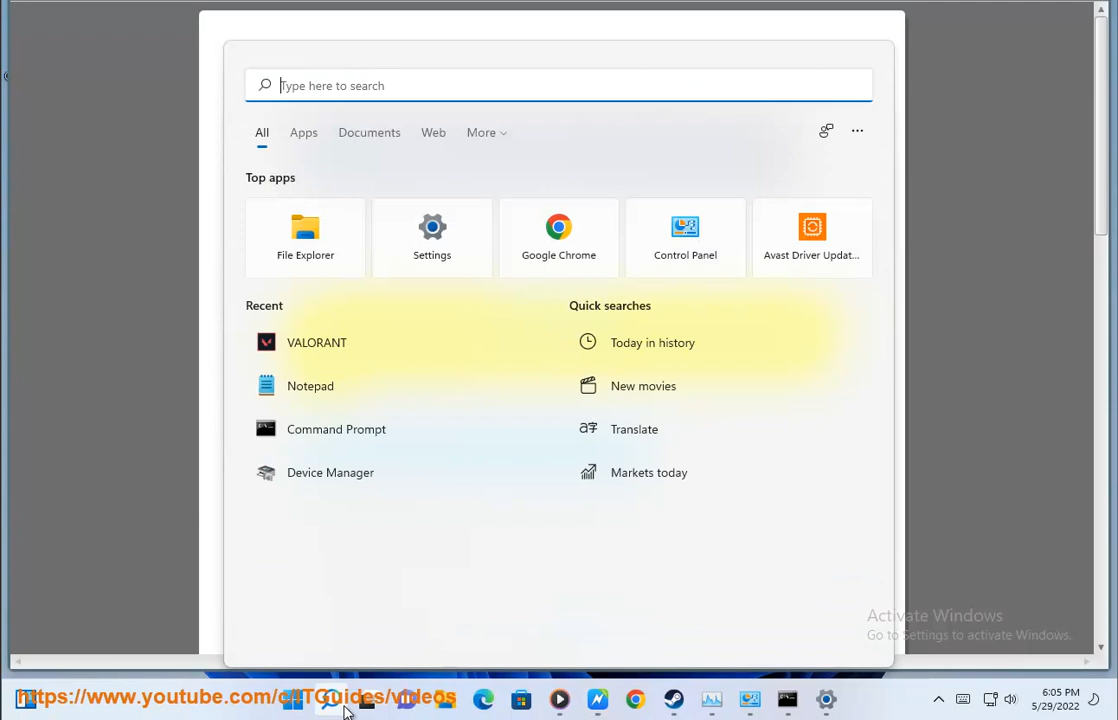 Type here to search
All Apps Documents Web More
Top apps
File Explorer Settings Google Chrome Control Panel Avast Driver Updat...
Recent Quick searches
VALORANT Today in history
Notepad New movies
Command Prompt Translate
Device Manager Markets today
Activate Windows
Go to Settings to activate Windows.
https://www.youtube.com/c/ITGuides/videos
6:05 PM
5/29/2022